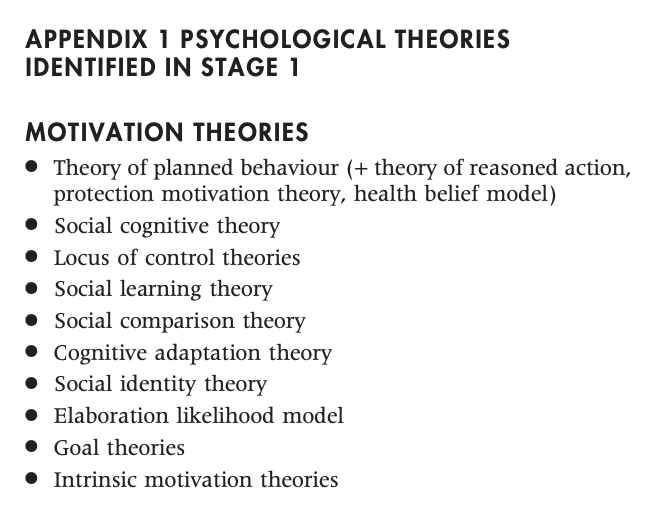 APPENDIX 1 PSYCHOLOGICAL THEORIES
IDENTIFIED IN STAGE 1
MOTIVATION THEORIES
● Theory of planned behaviour (+ theory of reasoned action,
protection motivation theory, health belief model)
● Social cognitive theory
● Locus of control theories
● Social learning theory
● Social comparison theory
● Cognitive adaptation theory
● Social identity theory
● Elaboration likelihood model
● Goal theories
● Intrinsic motivation theories